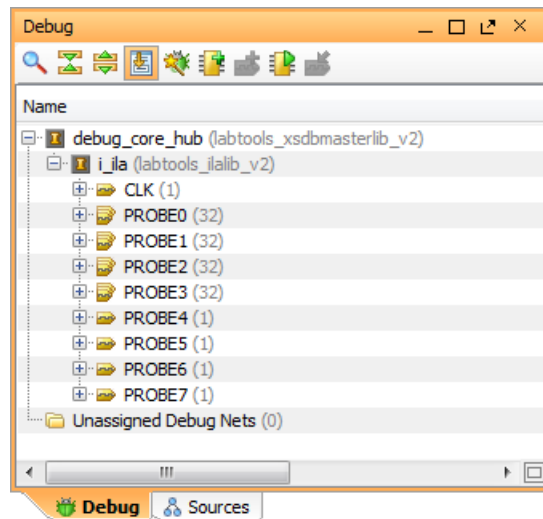 Debug
Name
debug_core_hub (labtools_xsdbmasterlib_v2)
i_ila (labtools_ilalib_v2)
CLK (1)
PROBE0 (32)
PROBE1 (32)
PROBE2 (32)
PROBE3 (32)
PROBE4 (1)
PROBE5 (1)
PROBE6 (1)
PROBE7 (1)
Unassigned Debug Nets (0)
Debug Sources